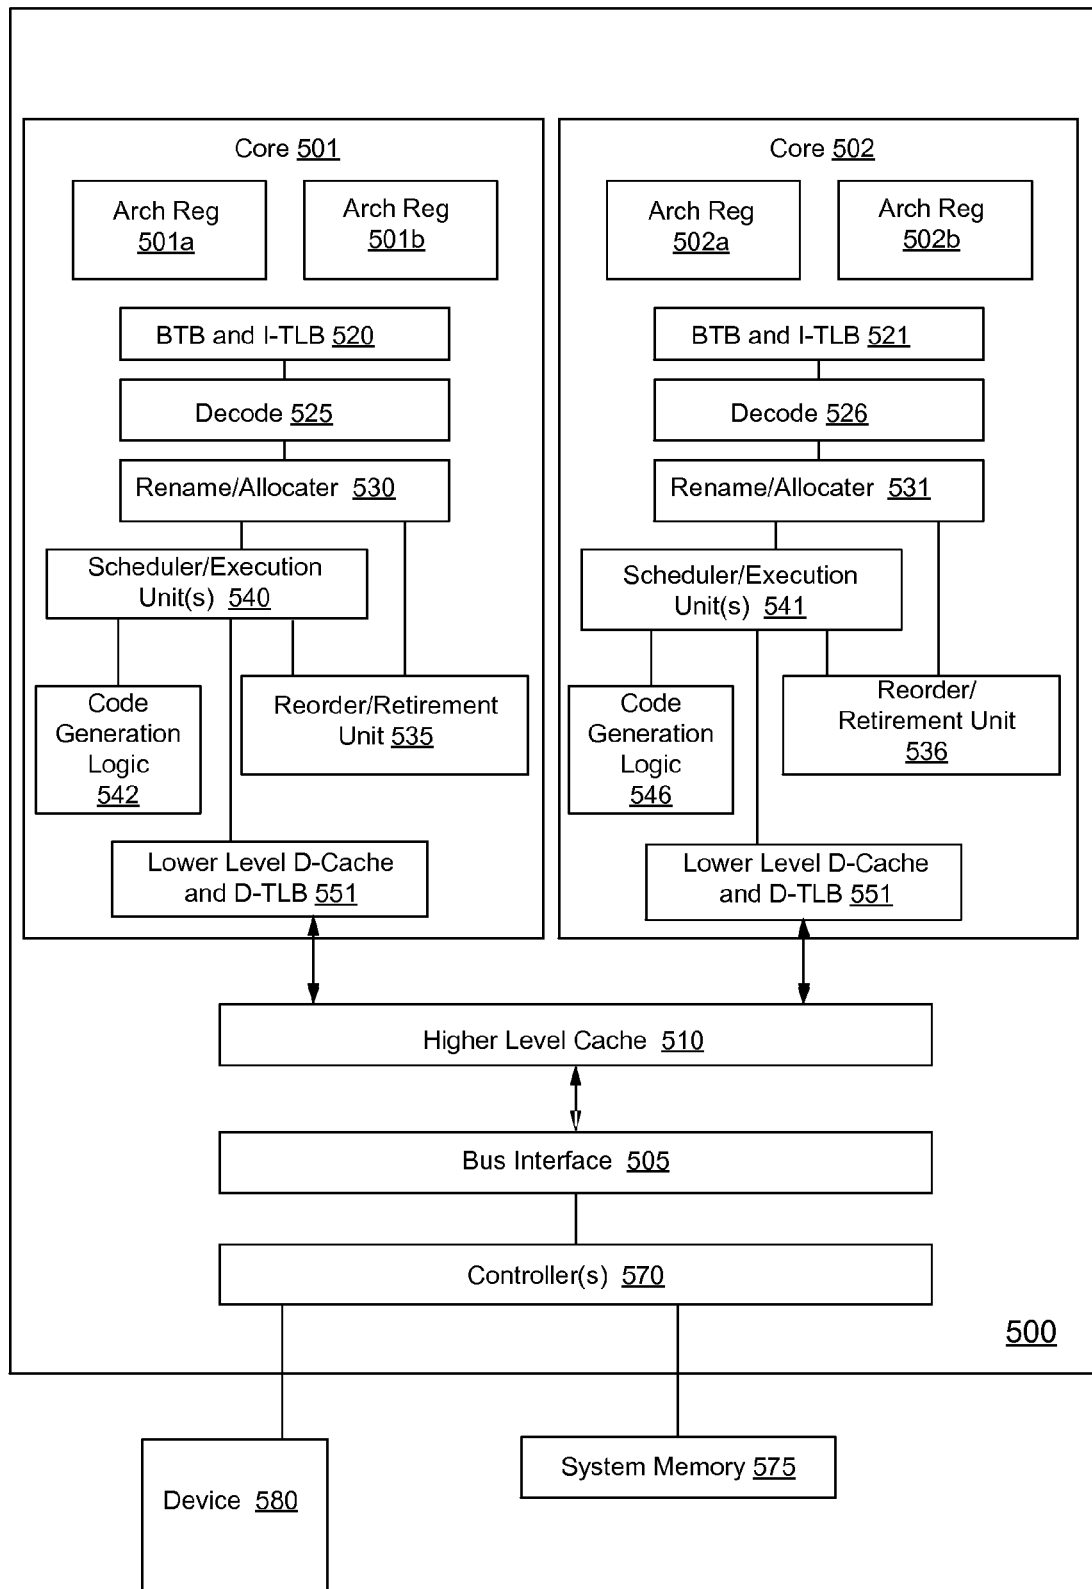 Core 501
Arch Reg
501a
Arch Reg
501b
BTB and I-TLB 520
Decode 525
Rename/Allocater 530
Scheduler/Execution
Unit(s) 540
Code
Generation
Logic
542
Reorder/Retirement
Unit 535
Lower Level D-Cache
and D-TLB 551
Core 502
Arch Reg
502a
Arch Reg
502b
BTB and I-TLB 521
Decode 526
Rename/Allocater 531
Scheduler/Execution
Unit(s) 541
Code
Generation
Logic
546
Reorder/
Retirement Unit
536
Lower Level D-Cache
and D-TLB 551
Higher Level Cache 510
Bus Interface 505
Controller(s) 570
500
Device 580
System Memory 575